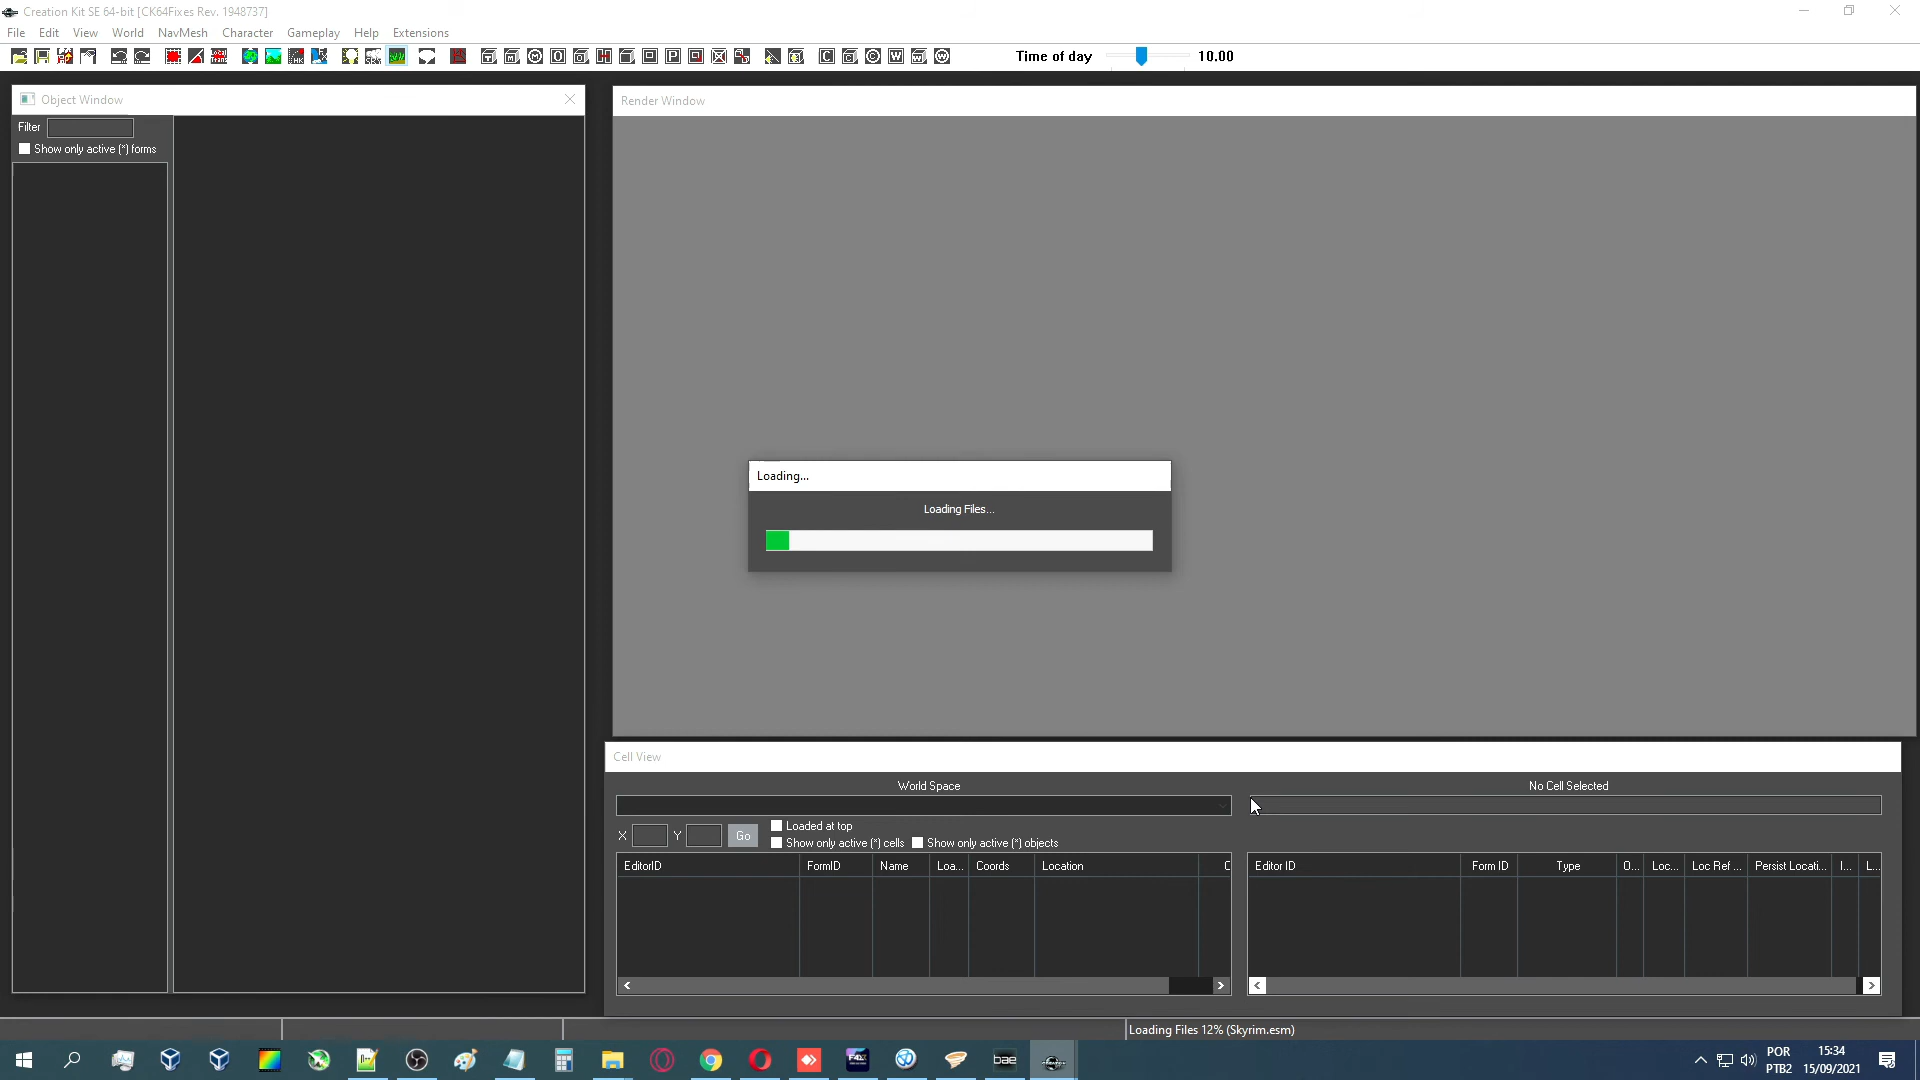 Creation Kit SE 64-bit [CK64Fixes Rev. 1948737]
File Edit View World NavMesh Character Gameplay Help Extensions
Time of day 10.00
Object Window
Filter
Show only active (*) forms
Render Window
Loading...
Loading Files...
Cell View
World Space
No Cell Selected
X Y Go
Loaded at top
Show only active (*) cells Show only active (*) objects
EditorID FormID Name Loa... Coords Location
Editor ID Form ID Type O... Loc... Loc Ref ... Persist Locati... I... L...
Loading Files 12% (Skyrim.esm)
bae
POR
PTB2
15:34
15/09/2021